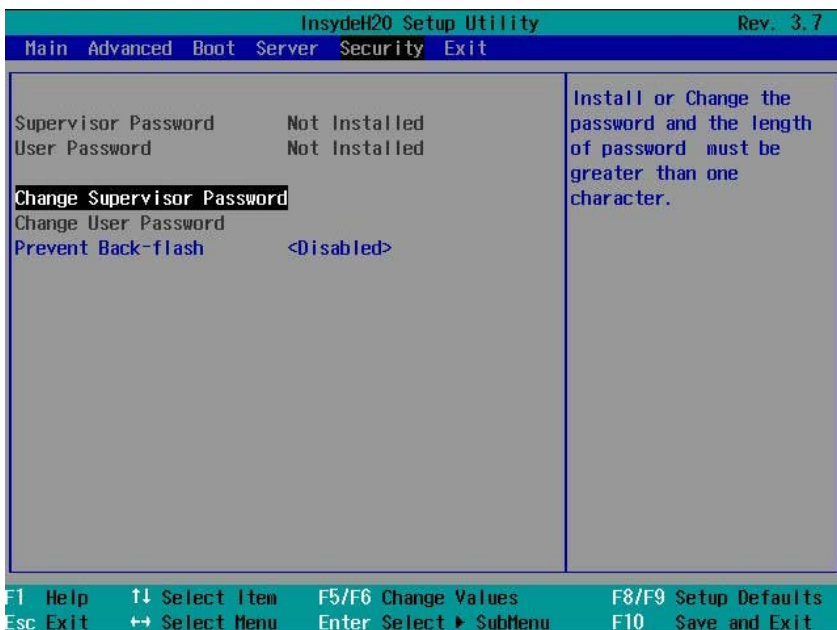 InsydeH20 Setup Utility Rev. 3.7
Main Advanced Boot Server Security Exit
Supervisor Password Not Installed
User Password Not Installed
Change Supervisor Password
Change User Password
Prevent Back-flash <Disabled>
Install or Change the
password and the length
of password must be
greater than one
character.
F1 Help ↑↓ Select Item F5/F6 Change Values F8/F9 Setup Defaults
Esc Exit ↔ Select Menu Enter Select ▶ SubMenu F10 Save and Exit